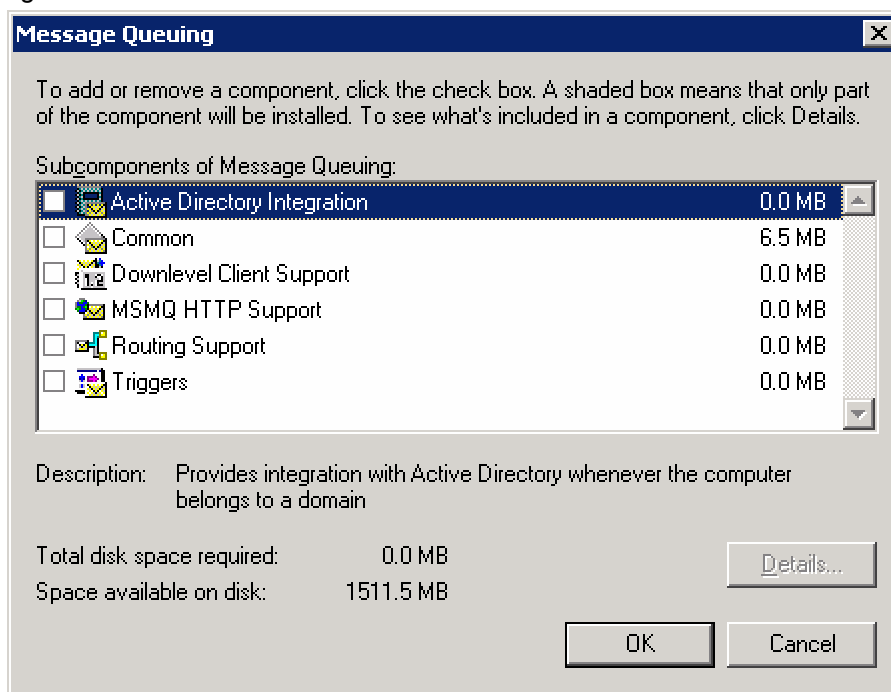 Message Queuing
To add or remove a component, click the check box. A shaded box means that only part
of the component will be installed. To see what's included in a component, click Details.
Subcomponents of Message Queuing:
Active Directory Integration 0.0 MB
Common 6.5 MB
Downlevel Client Support 0.0 MB
MSMQ HTTP Support 0.0 MB
Routing Support 0.0 MB
Triggers 0.0 MB
Description: Provides integration with Active Directory whenever the computer
belongs to a domain
Total disk space required: 0.0 MB
Details...
Space available on disk: 1511.5 MB
OK Cancel